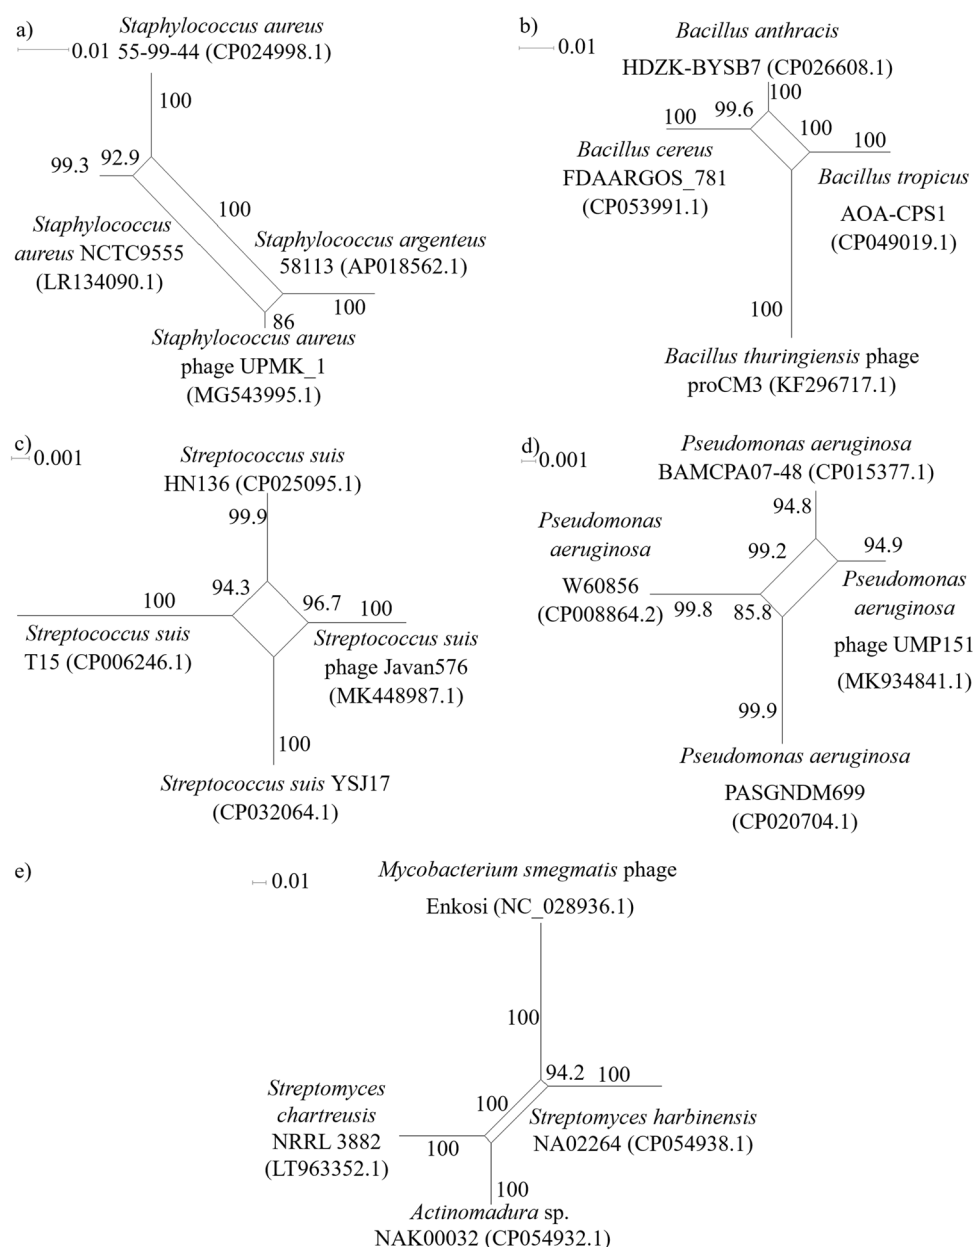 a)
Staphylococcus aureus
0.01
55-99-44 (CP024998.1)
100
99.3
92.9
100
Staphylococcus
aureus NCTC9555
(LR134090.1)
Staphylococcus argenteus
58113 (AP018562.1)
100
86
Staphylococcus aureus
phage UPMK_1
(MG543995.1)
b)
0.01
Bacillus anthracis
HDZK-BYSB7 (CP026608.1)
100
99.6
100
100
100
Bacillus cereus
FDAARGOS_781
(CP053991.1)
Bacillus tropicus
AOA-CPS1
(CP049019.1)
100
Bacillus thuringiensis phage
proCM3 (KF296717.1)
c)
0.001
Streptococcus suis
HN136 (CP025095.1)
99.9
94.3
100
96.7
100
Streptococcus suis
T15 (CP006246.1)
Streptococcus suis
phage Javan576
(MK448987.1)
100
Streptococcus suis YSJ17
(CP032064.1)
d)
0.001
Pseudomonas aeruginosa
BAMCPA07-48 (CP015377.1)
94.8
Pseudomonas
aeruginosa
W60856
(CP008864.2)
99.2
94.9
99.8
85.8
Pseudomonas
aeruginosa
phage UMP151
(MK934841.1)
99.9
Pseudomonas aeruginosa
PASGNDM699
(CP020704.1)
e)
0.01
Mycobacterium smegmatis phage
Enkosi (NC_028936.1)
100
94.2
100
Streptomyces
chartreusis
NRRL 3882
(LT963352.1)
100
100
Streptomyces harbinensis
NA02264 (CP054938.1)
100
Actinomadura sp.
NAK00032 (CP054932.1)